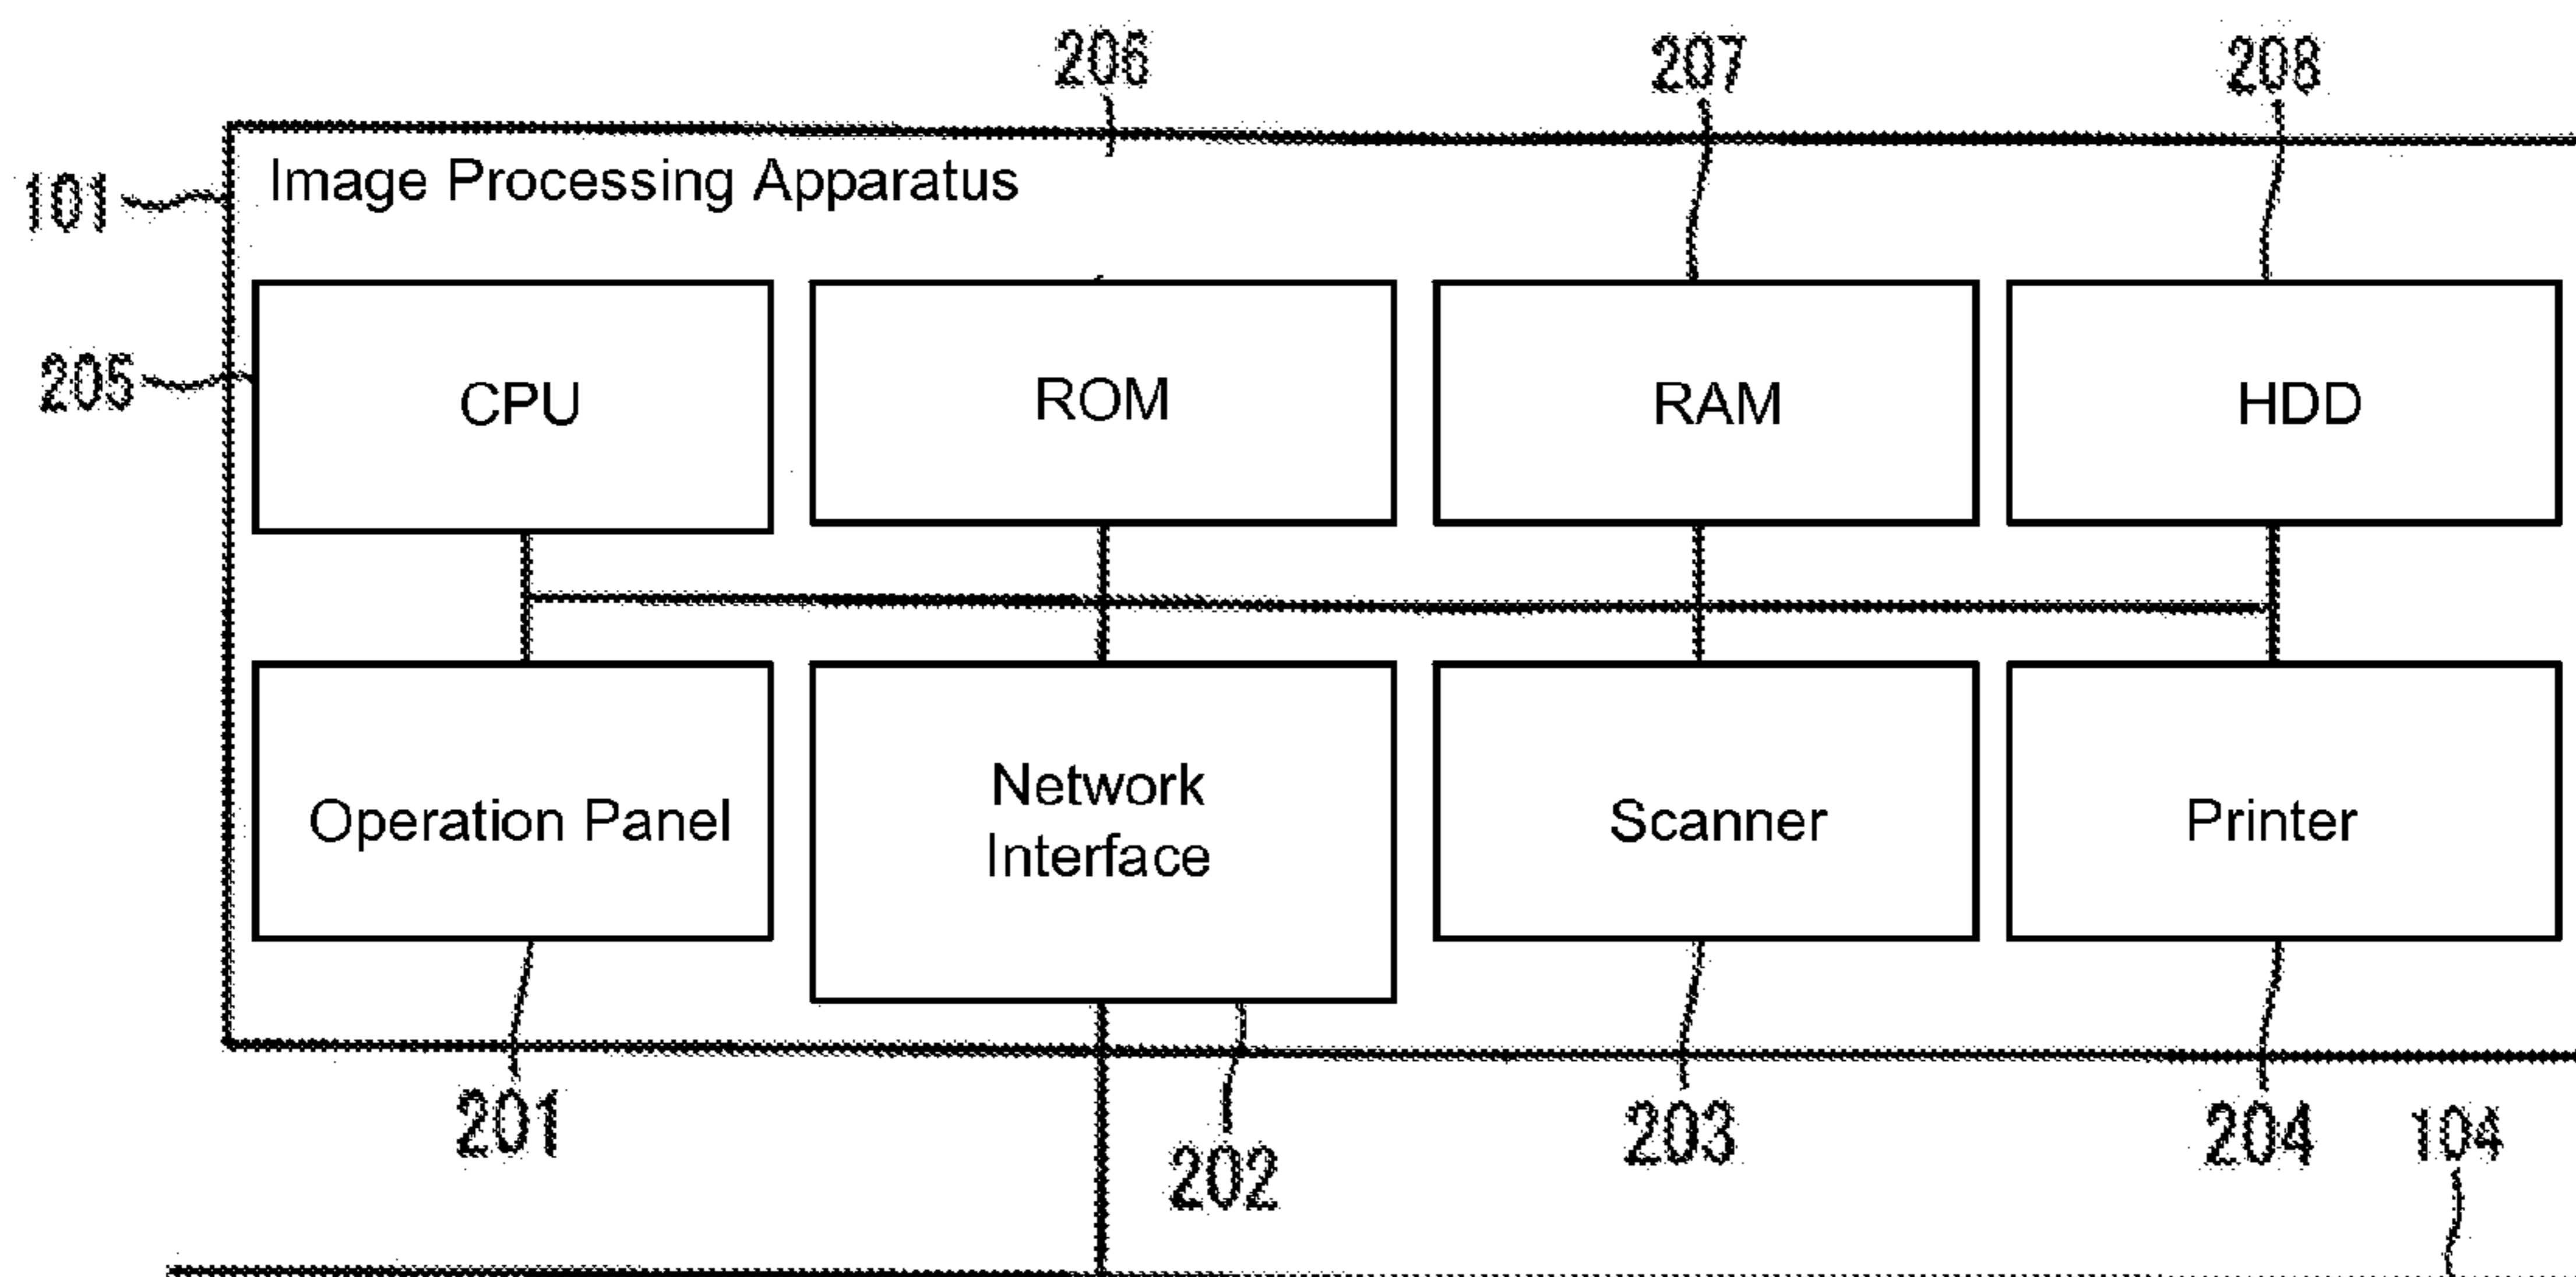 206 207 208
101
Image Processing Apparatus
205
CPU ROM RAM HDD
Operation Panel
Network
Interface
Scanner
Printer
201
202
203
204
104